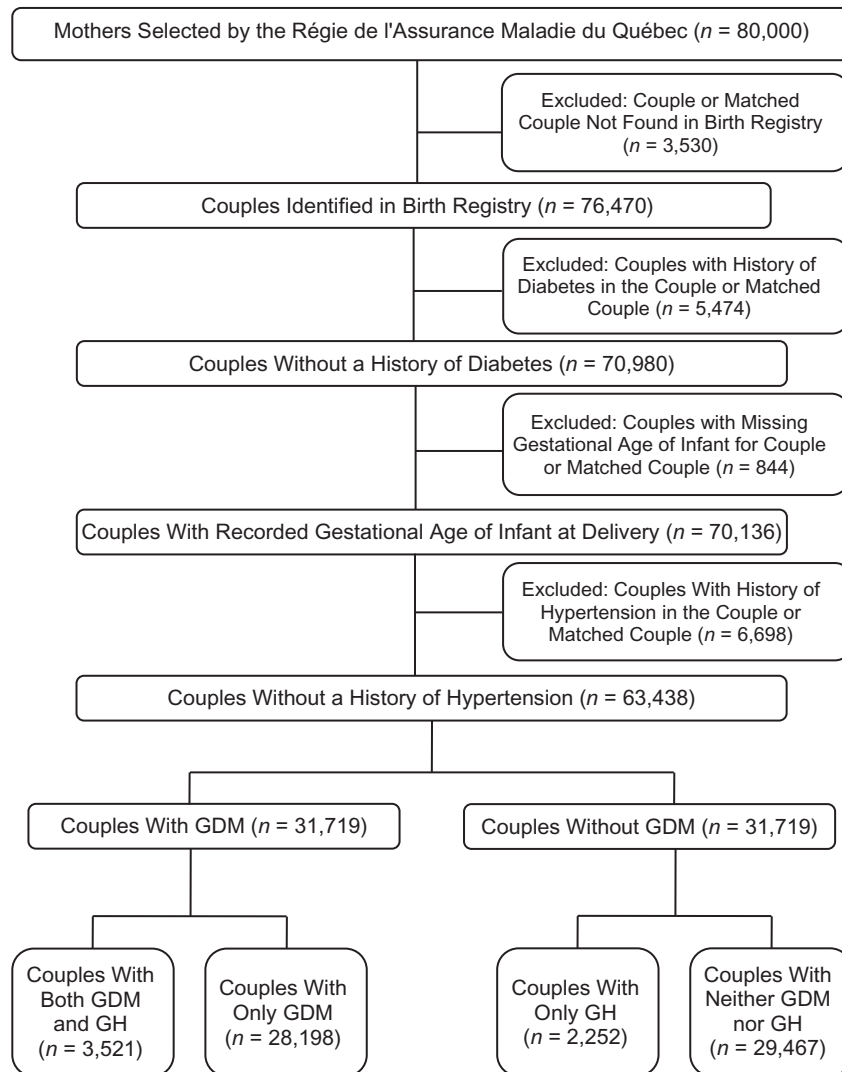 Mothers Selected by the Régie de l'Assurance Maladie du Québec (n = 80,000)
Excluded: Couple or Matched
Couple Not Found in Birth Registry
(n = 3,530)
Couples Identified in Birth Registry (n = 76,470)
Excluded: Couples with History of
Diabetes in the Couple or Matched
Couple (n = 5,474)
Couples Without a History of Diabetes (n = 70,980)
Excluded: Couples with Missing
Gestational Age of Infant for Couple
or Matched Couple (n = 844)
Couples With Recorded Gestational Age of Infant at Delivery (n = 70,136)
Excluded: Couples With History of
Hypertension in the Couple or
Matched Couple (n = 6,698)
Couples Without a History of Hypertension (n = 63,438)
Couples With GDM (n = 31,719)
Couples Without GDM (n = 31,719)
Couples With
Both GDM
and GH
(n = 3,521)
Couples With
Only GDM
(n = 28,198)
Couples With
Only GH
(n = 2,252)
Couples With
Neither GDM
nor GH
(n = 29,467)